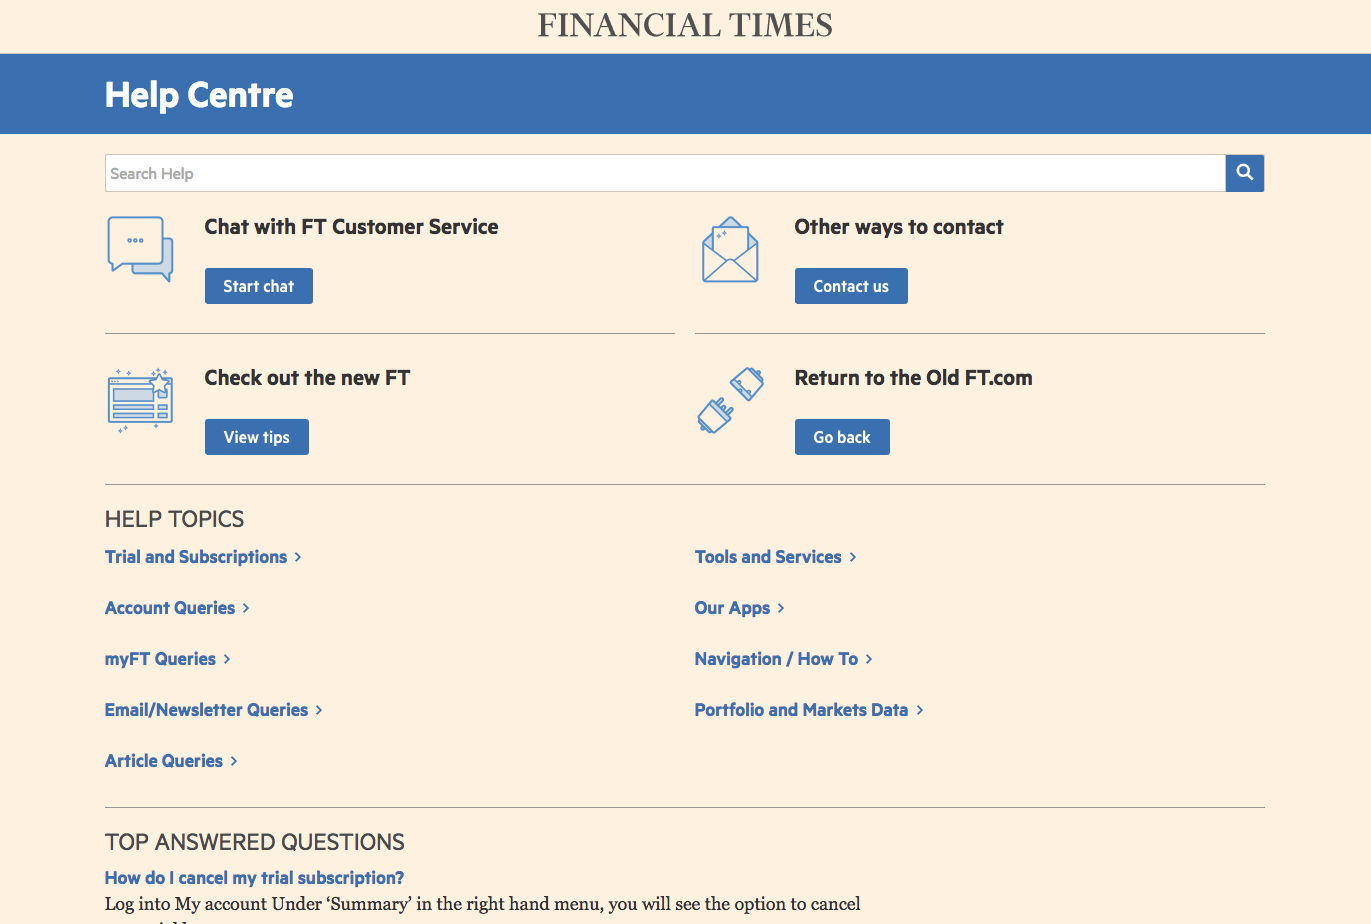 FINANCIAL TIMES
Help Centre
Search Help
Chat with FT Customer Service
Start chat
Other ways to contact
Contact us
Check out the new FT
View tips
Return to the Old FT.com
Go back
HELP TOPICS
Trial and Subscriptions
Tools and Services
Account Queries
Our Apps
myFT Queries
Navigation / How To
Email/Newsletter Queries
Portfolio and Markets Data
Article Queries
TOP ANSWERED QUESTIONS
How do I cancel my trial subscription?
Log into My account Under ‘Summary’ in the right hand menu, you will see the option to cancel